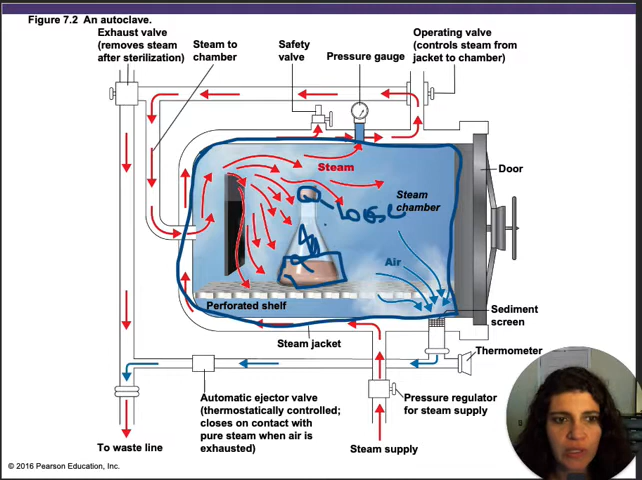 Figure 7.2 An autoclave.
Exhaust valve
(removes steam
after sterilization)
Steam to
chamber
Safety
valve
Pressure gauge
Operating valve
(controls steam from
jacket to chamber)
Steam
Door
Steam
chamber
loose
Air
Perforated shelf
Sediment
screen
Steam jacket
Thermometer
Automatic ejector valve
(thermostatically controlled;
closes on contact with
pure steam when air is
exhausted)
Pressure regulator
for steam supply
To waste line
Steam supply
© 2016 Pearson Education, Inc.